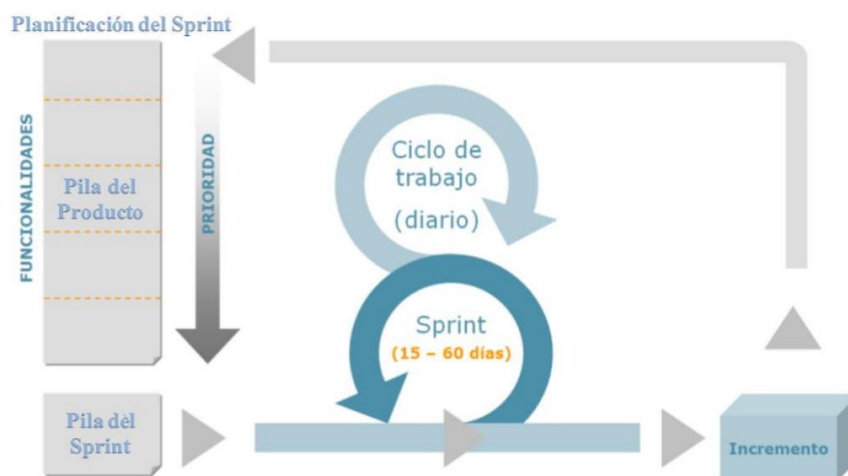 Planificación del Sprint
FUNCIONALIDADES
Pila del
Producto
PRIORIDAD
Ciclo de
trabajo
(diario)
Sprint
(15 – 60 días)
Pila dèl
Sprint
Incremento